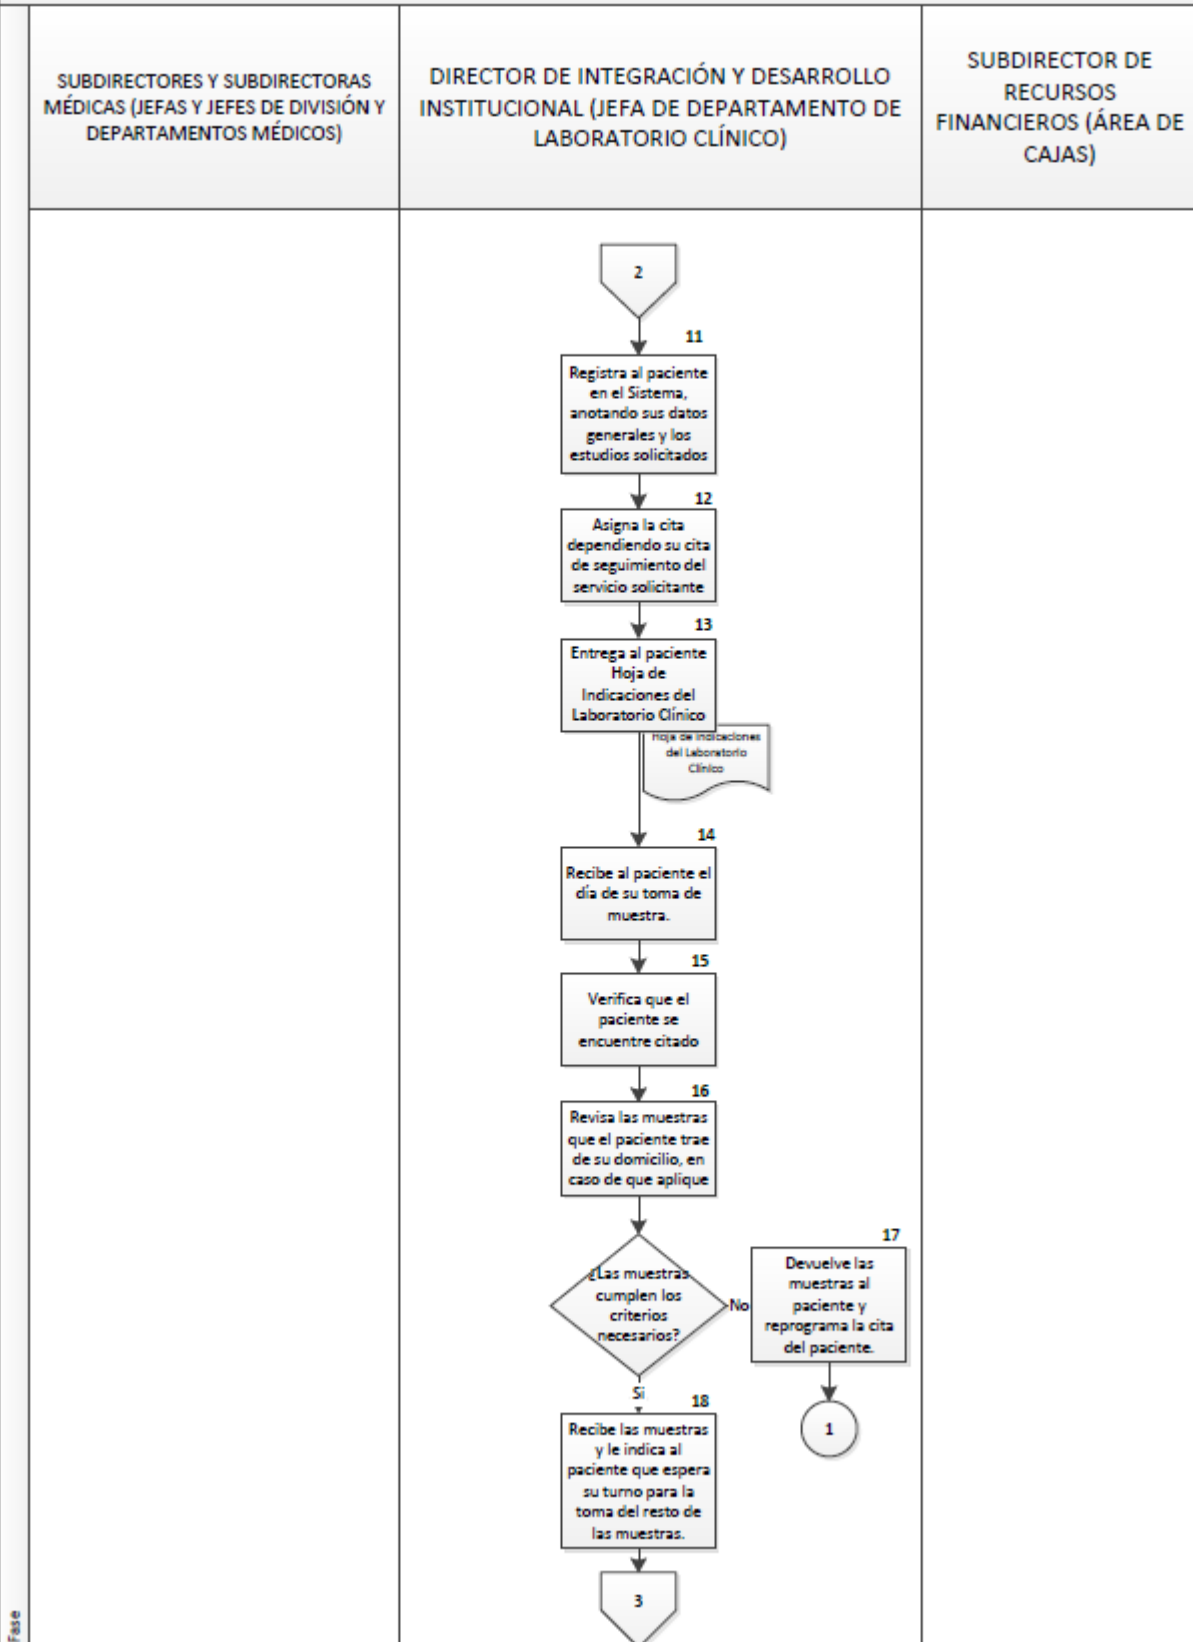 SUBDIRECTORES Y SUBDIRECTORAS
MÉDICAS (JEFAS Y JEFES DE DIVISIÓN Y
DEPARTAMENTOS MÉDICOS)
DIRECTOR DE INTEGRACIÓN Y DESARROLLO
INSTITUCIONAL (JEFA DE DEPARTAMENTO DE
LABORATORIO CLÍNICO)
SUBDIRECTOR DE
RECURSOS
FINANCIEROS (ÁREA DE
CAJAS)
2
11
Registra al paciente
en el Sistema,
anotando sus datos
generales y los
estudios solicitados
12
Asigna la cita
dependiendo su cita
de seguimiento del
servicio solicitante
13
Entrega al paciente
Hoja de
Indicaciones del
Laboratorio Clínico
Hoja de Indicaciones
del Laboratorio
Clínico
14
Recibe al paciente el
día de su toma de
muestra.
15
Verifica que el
paciente se
encuentre citado
16
Revisa las muestras
que el paciente trae
de su domicilio, en
caso de que aplique
¿Las muestras
cumplen los
criterios
necesarios?
No
17
Devuelve las
muestras al
paciente y
reprograma la cita
del paciente.
1
Si
18
Recibe las muestras
y le indica al
paciente que espera
su turno para la
toma del resto de
las muestras.
3
Fase